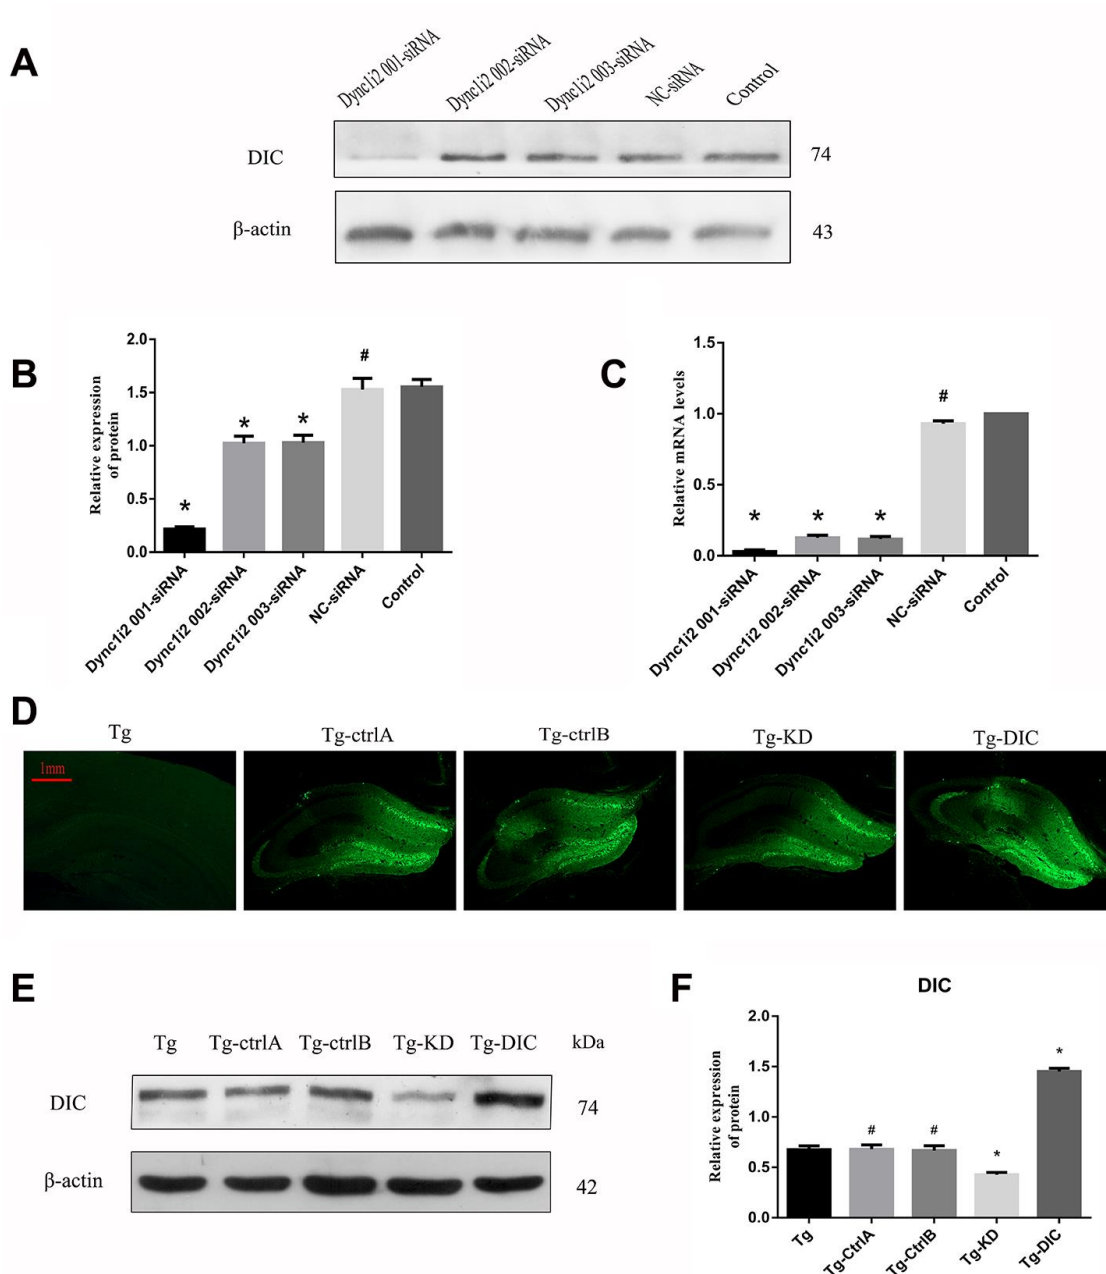 A
Dync1i2 001-siRNA
Dync1i2 002-siRNA
Dync1i2 003-siRNA
NC-siRNA
Control
DIC
74
β-actin
43
B
Relative expression
of protein
2.0
1.5
1.0
0.5
0.0
*
*
*
#
Dync1i2 001-siRNA
Dync1i2 002-siRNA
Dync1i2 003-siRNA
NC-siRNA
Control
C
Relative mRNA levels
1.5
1.0
0.5
0.0
*
*
*
#
Dync1i2 001-siRNA
Dync1i2 002-siRNA
Dync1i2 003-siRNA
NC-siRNA
Control
D
Tg
Tg-ctrlA
Tg-ctrlB
Tg-KD
Tg-DIC
1mm
E
Tg Tg-ctrlA Tg-ctrlB Tg-KD Tg-DIC kDa
DIC
74
β-actin
42
F
DIC
Relative expression
of protein
2.0
1.5
1.0
0.5
0.0
#
#
*
*
Tg
Tg-CtrlA
Tg-CtrlB
Tg-KD
Tg-DIC